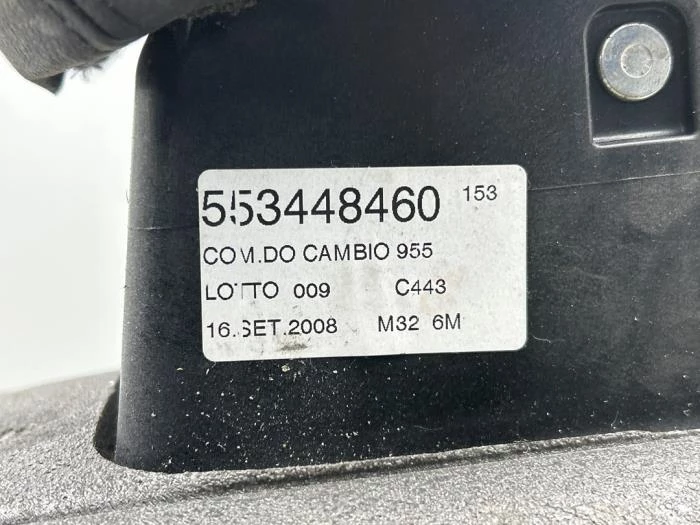 553448460 153
COM.DO CAMBIO 955
LOTTO 009 C443
16.SET.2008 M32 6M